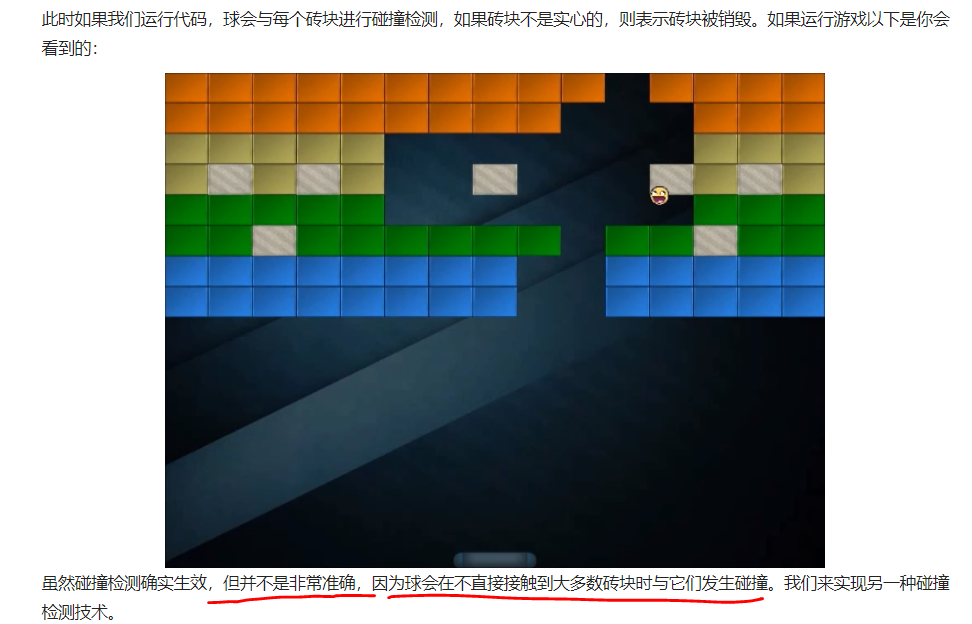 此时如果我们运行代码，球会与每个砖块进行碰撞检测，如果砖块不是实心的，则表示砖块被销毁。如果运行游戏以下是你会
看到的：
虽然碰撞检测确实生效，但并不是非常准确，因为球会在不直接接触到大多数砖块时与它们发生碰撞。我们来实现另一种碰撞
检测技术。